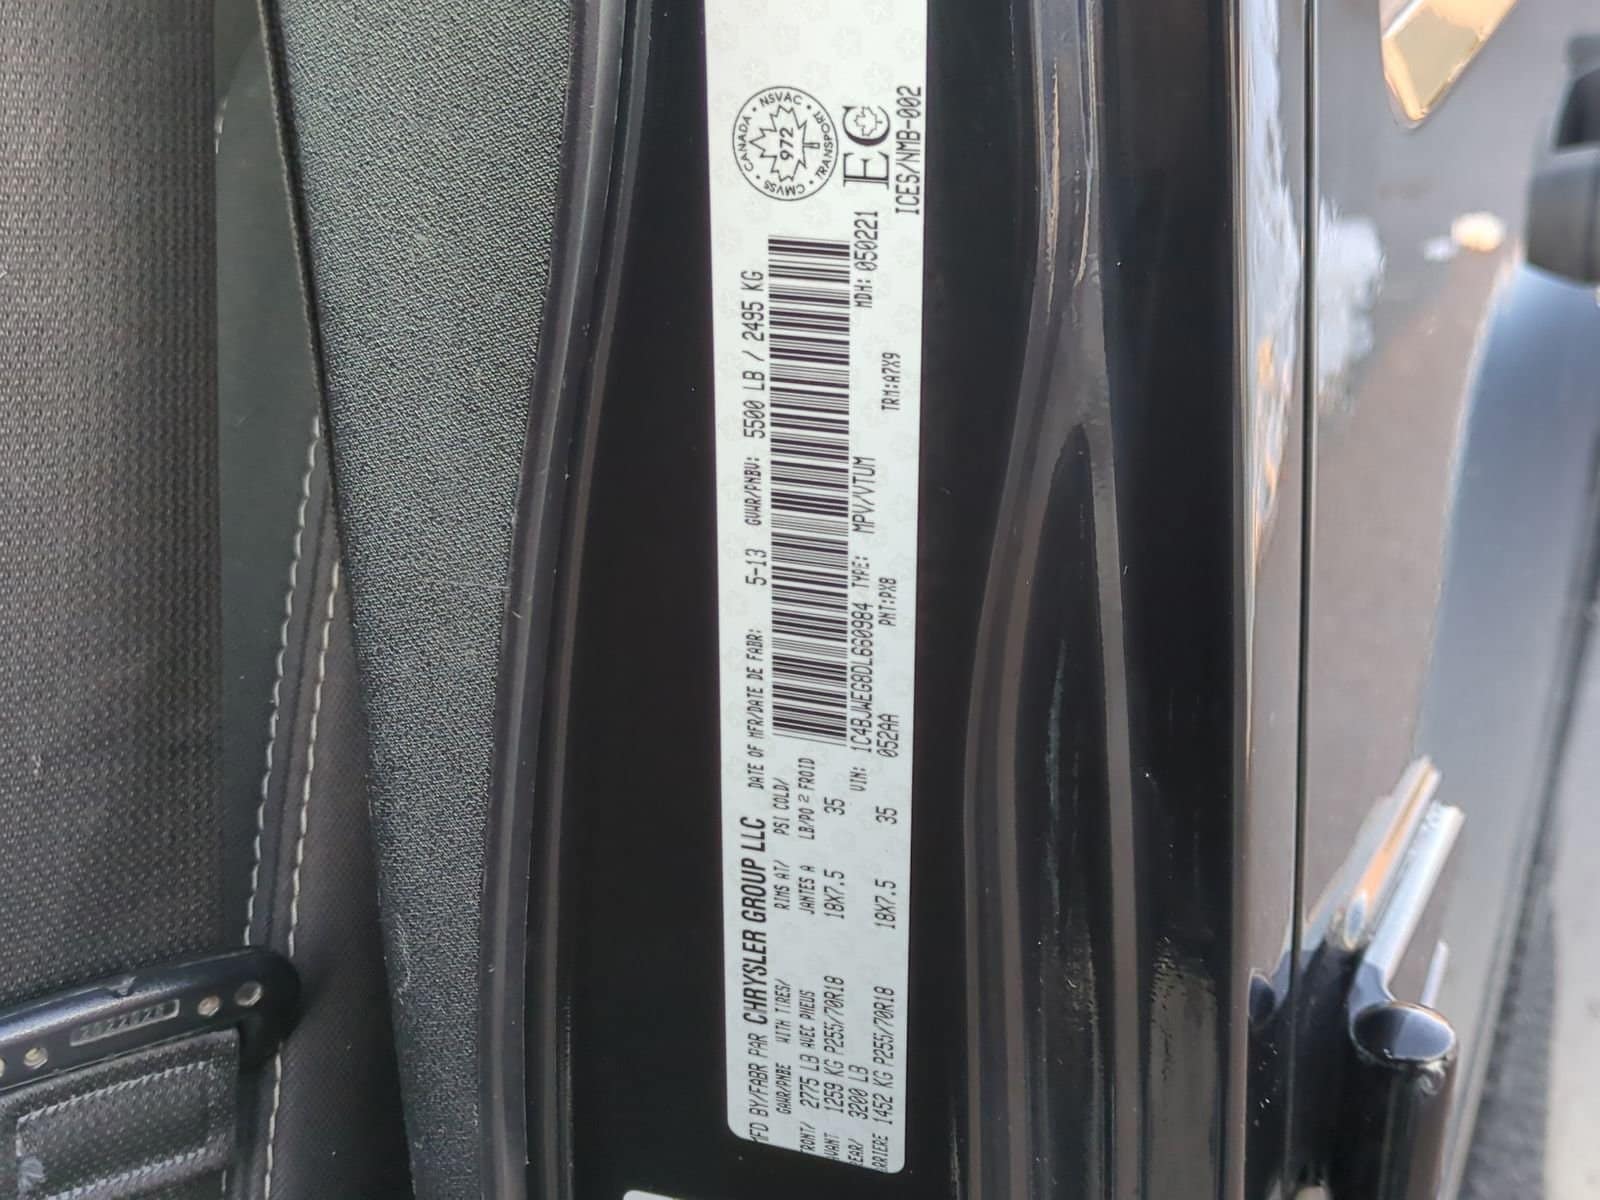 MFD BY/FABR PAR CHRYSLER GROUP LLC DATE OF MFR/DATE DE FABR: 5-13 GVWR/PNBV: 5500 LB / 2495 KG
GAWR/PNBE WITH TIRES/ RIMS AT/ PSI COLD/
FRONT/ 2775 LB AVEC PNEUS JANTES A LB/PO 2 FROID
AVANT 1259 KG P255/70R18 18X7.5 35
REAR/ 3200 LB
ARRIERE 1452 KG P255/70R18 18X7.5 35
VIN: 1C4BJWEG8DL660984 TYPE: MPV/VTUM MDH: 050221
052AA PNT:PX8 TRM:A7X9
CANADA • NSVAC • TRANSPORT • CMVSS •
972
EC
ICES/NMB-002